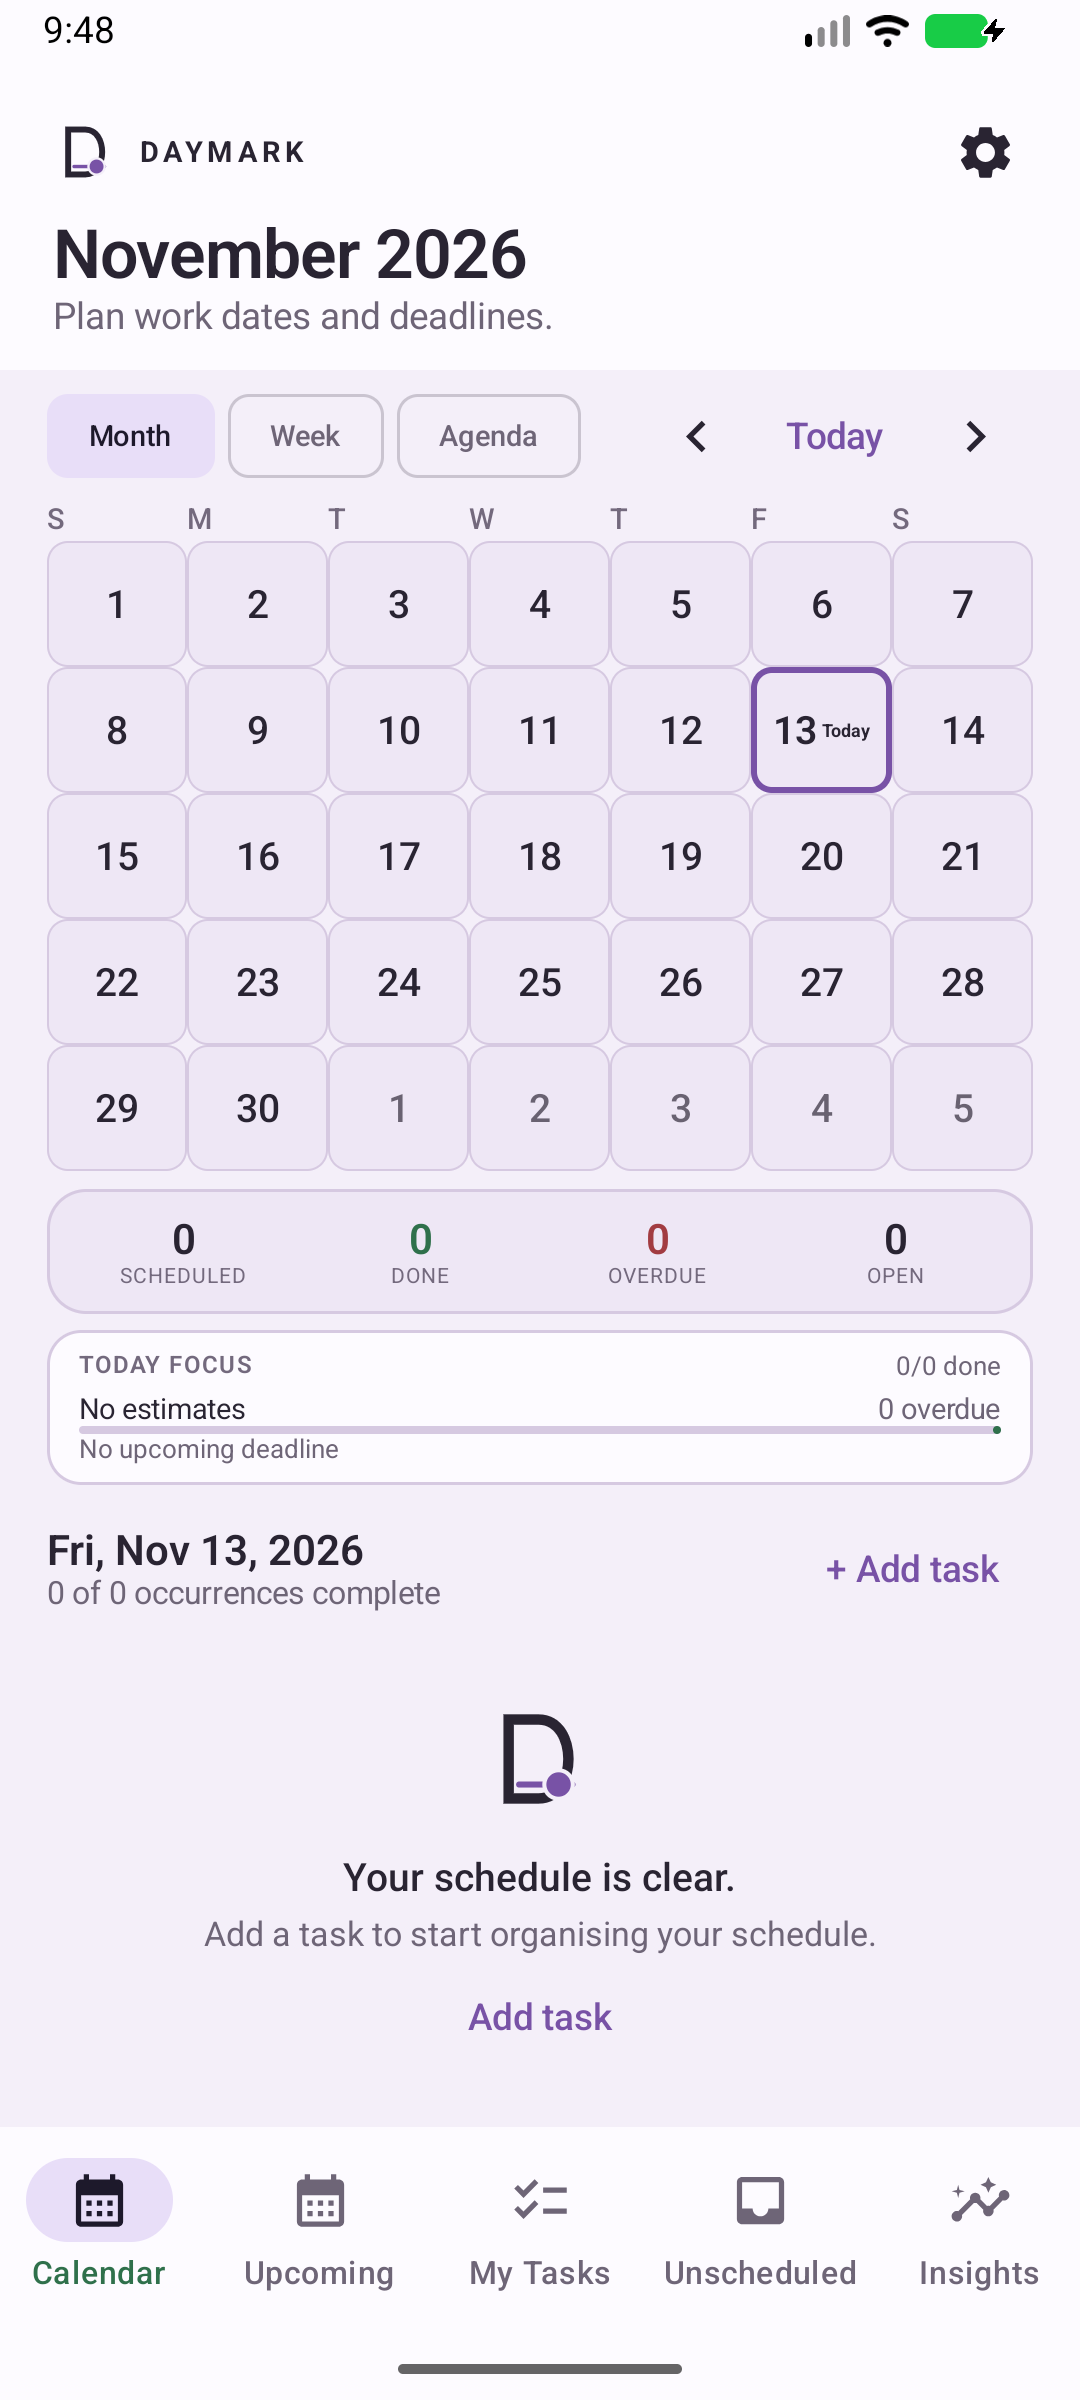 9:48
DAYMARK
November 2026
Plan work dates and deadlines.
Month Week Agenda Today
S M T W T F S
1 2 3 4 5 6 7
8 9 10 11 12 13 Today 14
15 16 17 18 19 20 21
22 23 24 25 26 27 28
29 30 1 2 3 4 5
0 0 0 0
SCHEDULED DONE OVERDUE OPEN
TODAY FOCUS 0/0 done
No estimates 0 overdue
No upcoming deadline
Fri, Nov 13, 2026
0 of 0 occurrences complete
+ Add task
Your schedule is clear.
Add a task to start organising your schedule.
Add task
Calendar Upcoming My Tasks Unscheduled Insights